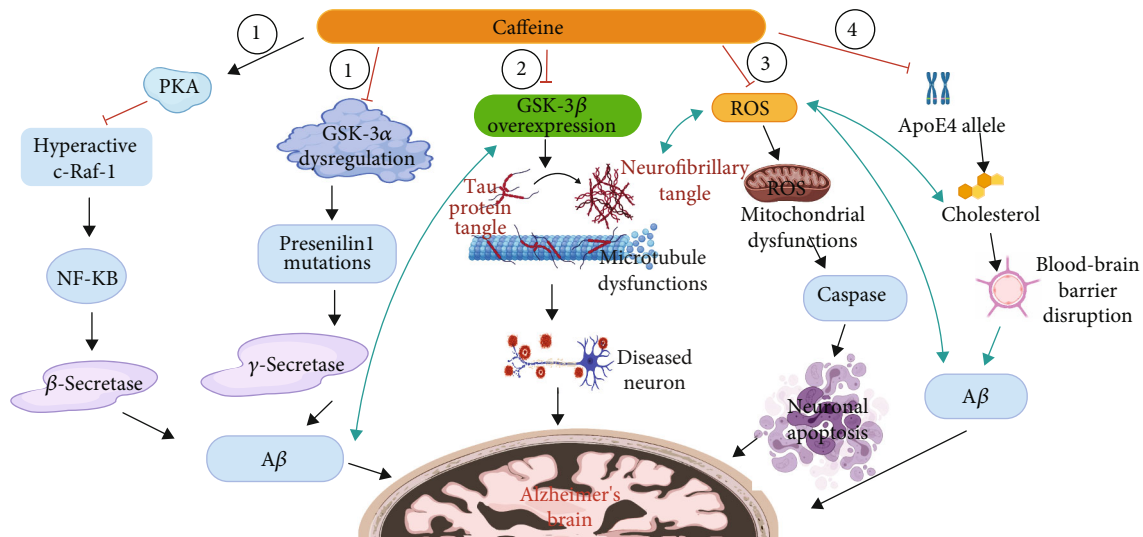 Caffeine
1
1
2
3
4
PKA
Hyperactive
c-Raf-1
NF-KB
β-Secretase
GSK-3α
dysregulation
Presenilin1
mutations
γ-Secretase
Aβ
GSK-3β
overexpression
Tau
protein
tangle
Neurofibrillary
tangle
Microtubule
dysfunctions
Diseased
neuron
ROS
ROS
Mitochondrial
dysfunctions
Caspase
Neuronal
apoptosis
ApoE4 allele
Cholesterol
Blood-brain
barrier
disruption
Aβ
Alzheimer's
brain